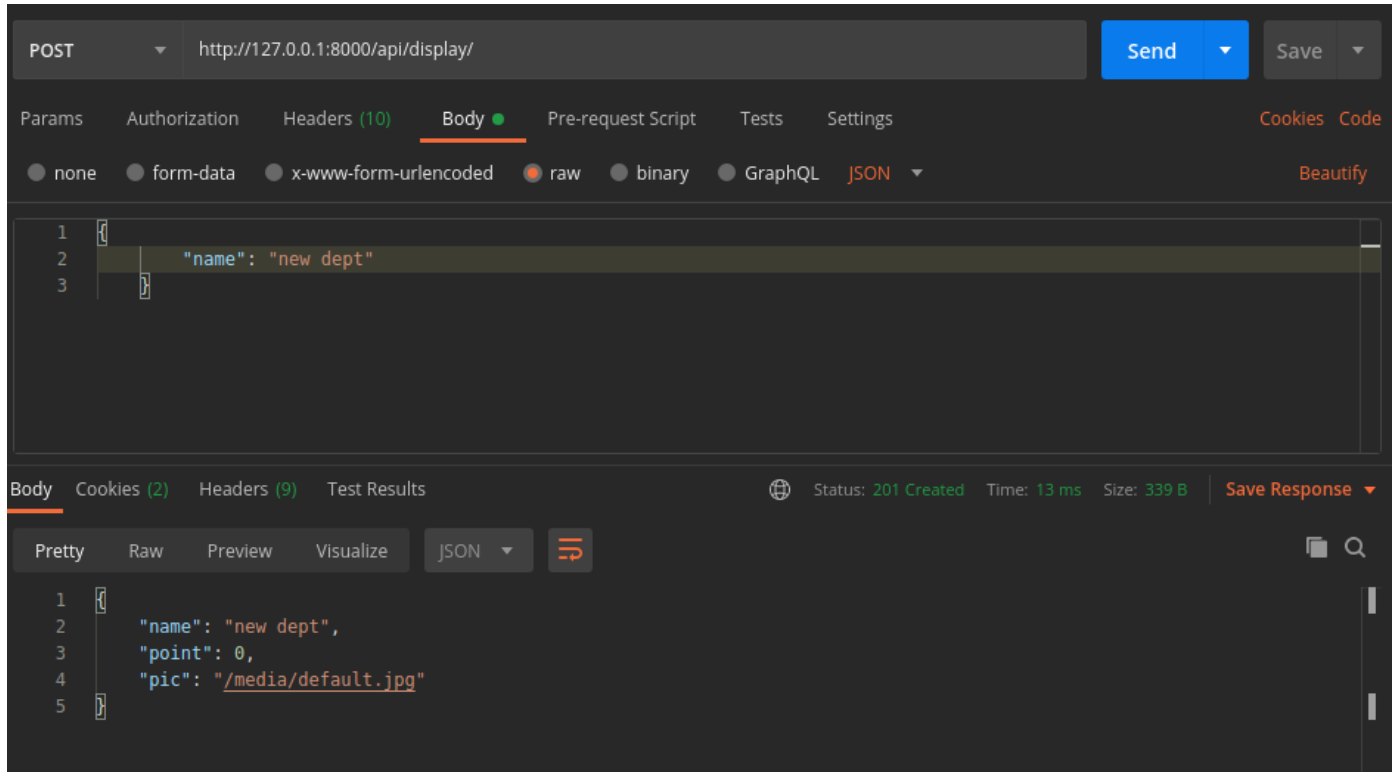 POST http://127.0.0.1:8000/api/display/ Send Save
Params Authorization Headers (10) Body Pre-request Script Tests Settings Cookies Code
none form-data x-www-form-urlencoded raw binary GraphQL JSON Beautify
1 {
2 "name": "new dept"
3 }
Body Cookies (2) Headers (9) Test Results Status: 201 Created Time: 13 ms Size: 339 B Save Response
Pretty Raw Preview Visualize JSON
1 {
2 "name": "new dept",
3 "point": 0,
4 "pic": "/media/default.jpg"
5 }